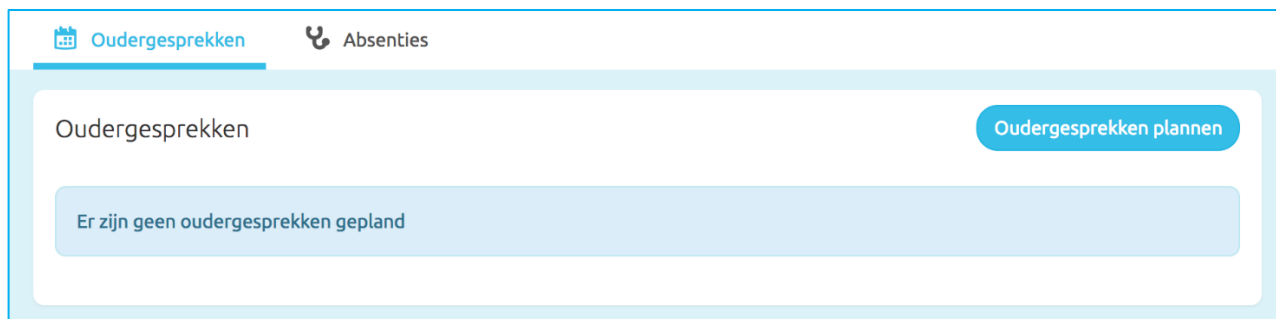 Oudergesprekken
Absenties
Oudergesprekken
Oudergesprekken plannen
Er zijn geen oudergesprekken gepland